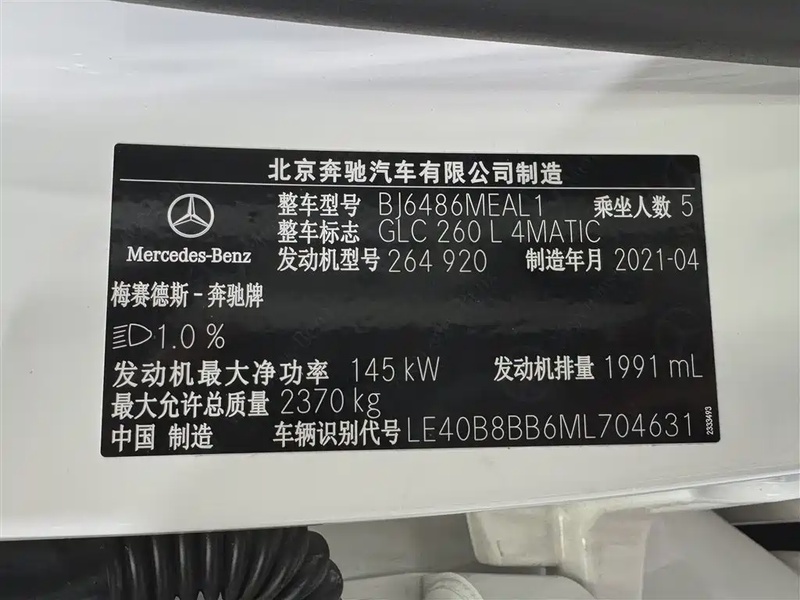 北京奔驰汽车有限公司制造
Mercedes-Benz
整车型号 BJ6486MEAL1 乘坐人数 5
整车标志 GLC 260 L 4MATIC
发动机型号 264 920 制造年月 2021-04
梅赛德斯-奔驰牌
1.0 %
发动机最大净功率 145 kW 发动机排量 1991 mL
最大允许总质量 2370 kg
中国 制造 车辆识别代号 LE40B8BB6ML704631
2333493